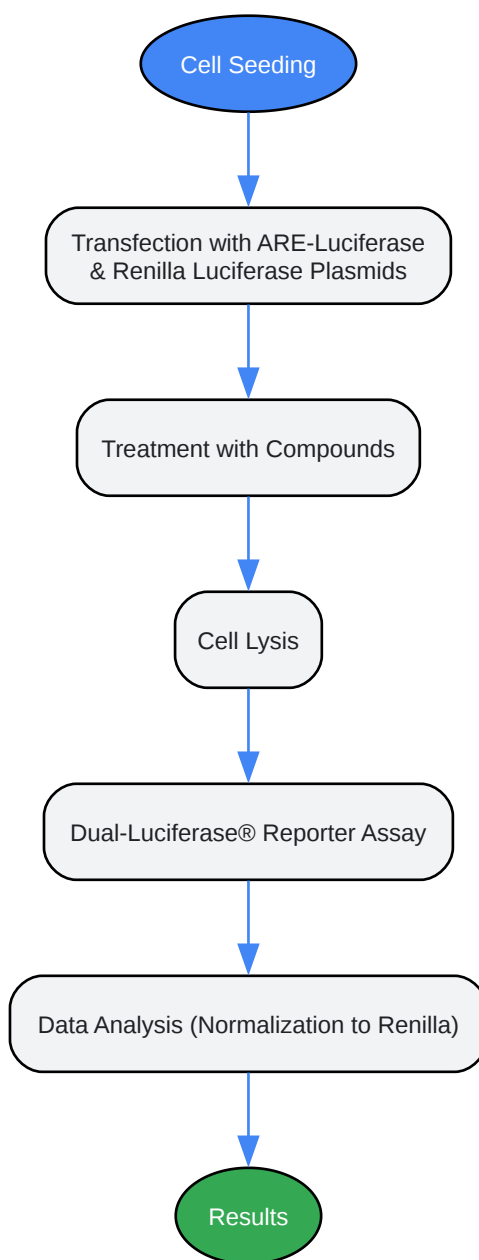 Cell Seeding
Transfection with ARE-Luciferase
& Renilla Luciferase Plasmids
Treatment with Compounds
Cell Lysis
Dual-Luciferase® Reporter Assay
Data Analysis (Normalization to Renilla)
Results